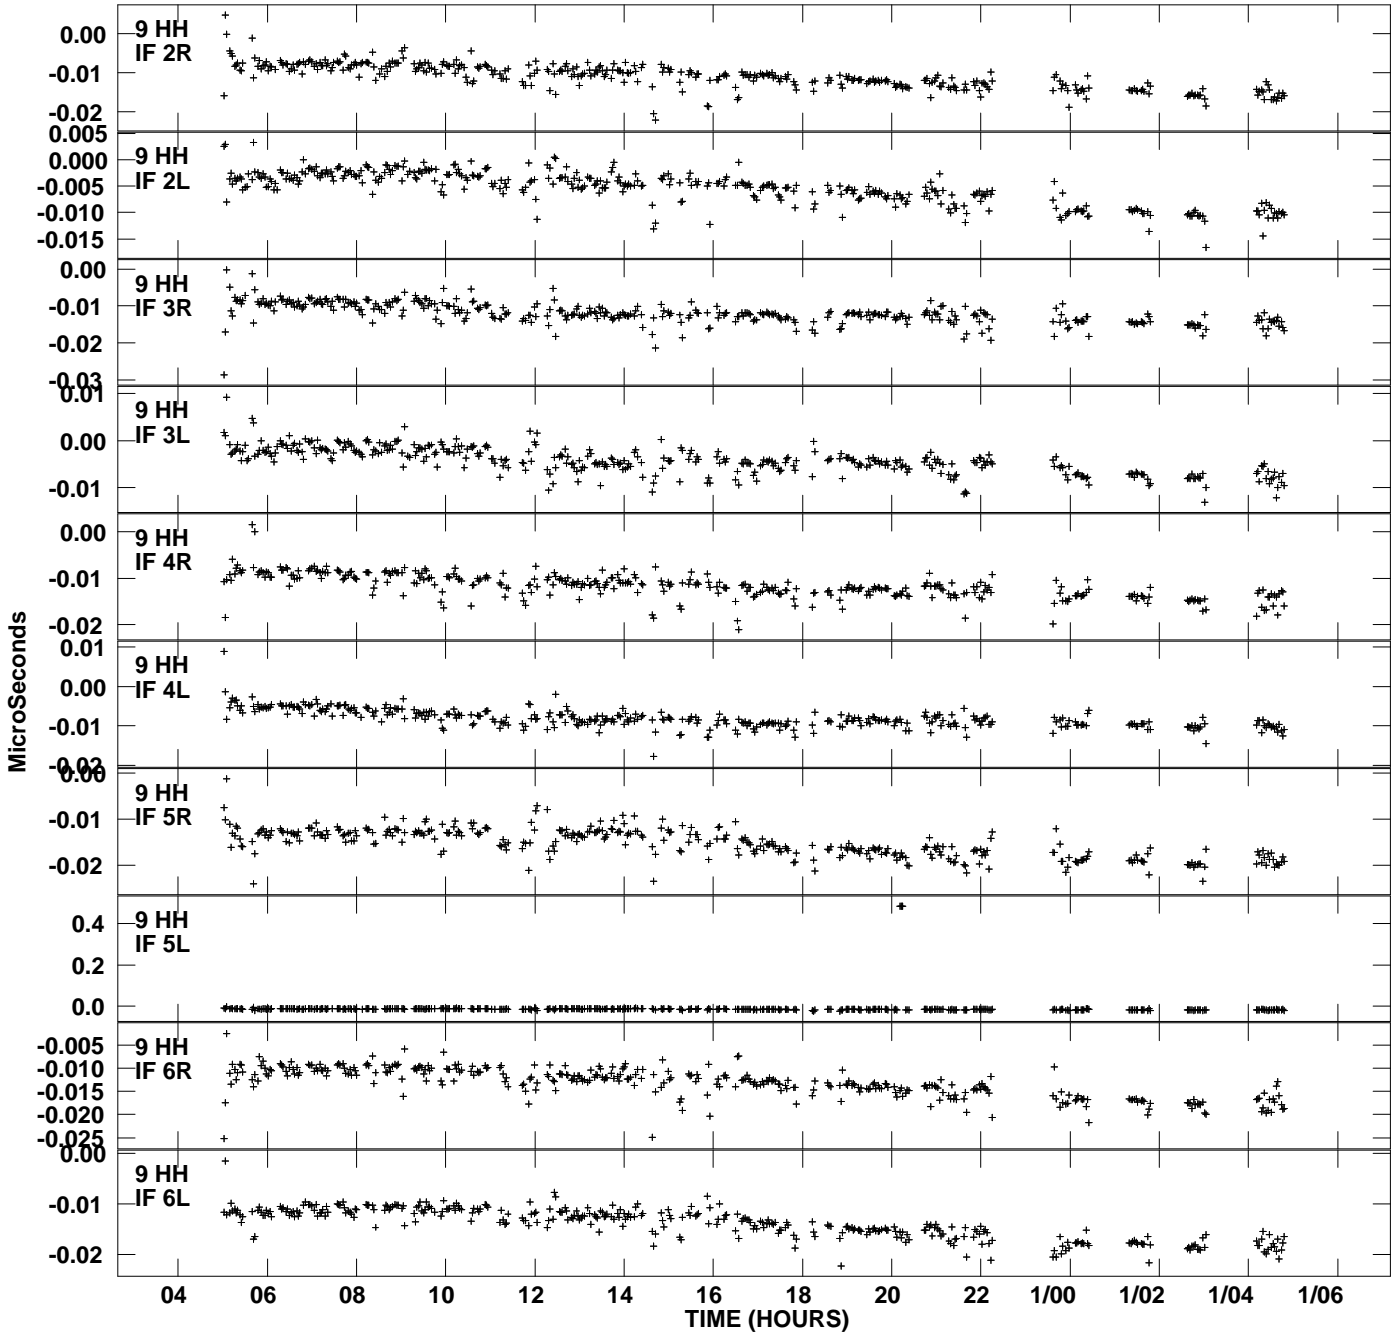 9 HH
IF 2R
0.00
-0.01
-0.02
9 HH
IF 2L
0.005
0.000
-0.005
-0.010
-0.015
9 HH
IF 3R
0.00
-0.01
-0.02
-0.03
9 HH
IF 3L
0.01
0.00
-0.01
9 HH
IF 4R
0.00
-0.01
-0.02
9 HH
IF 4L
0.01
0.00
-0.01
-0.02
9 HH
IF 5R
0.00
-0.01
-0.02
9 HH
IF 5L
0.4
0.2
0.0
9 HH
IF 6R
-0.005
-0.010
-0.015
-0.020
-0.025
9 HH
IF 6L
0.00
-0.01
-0.02
MicroSeconds
04 06 08 10 12 14 16 18 20 22 1/00 1/02 1/04 1/06
TIME (HOURS)